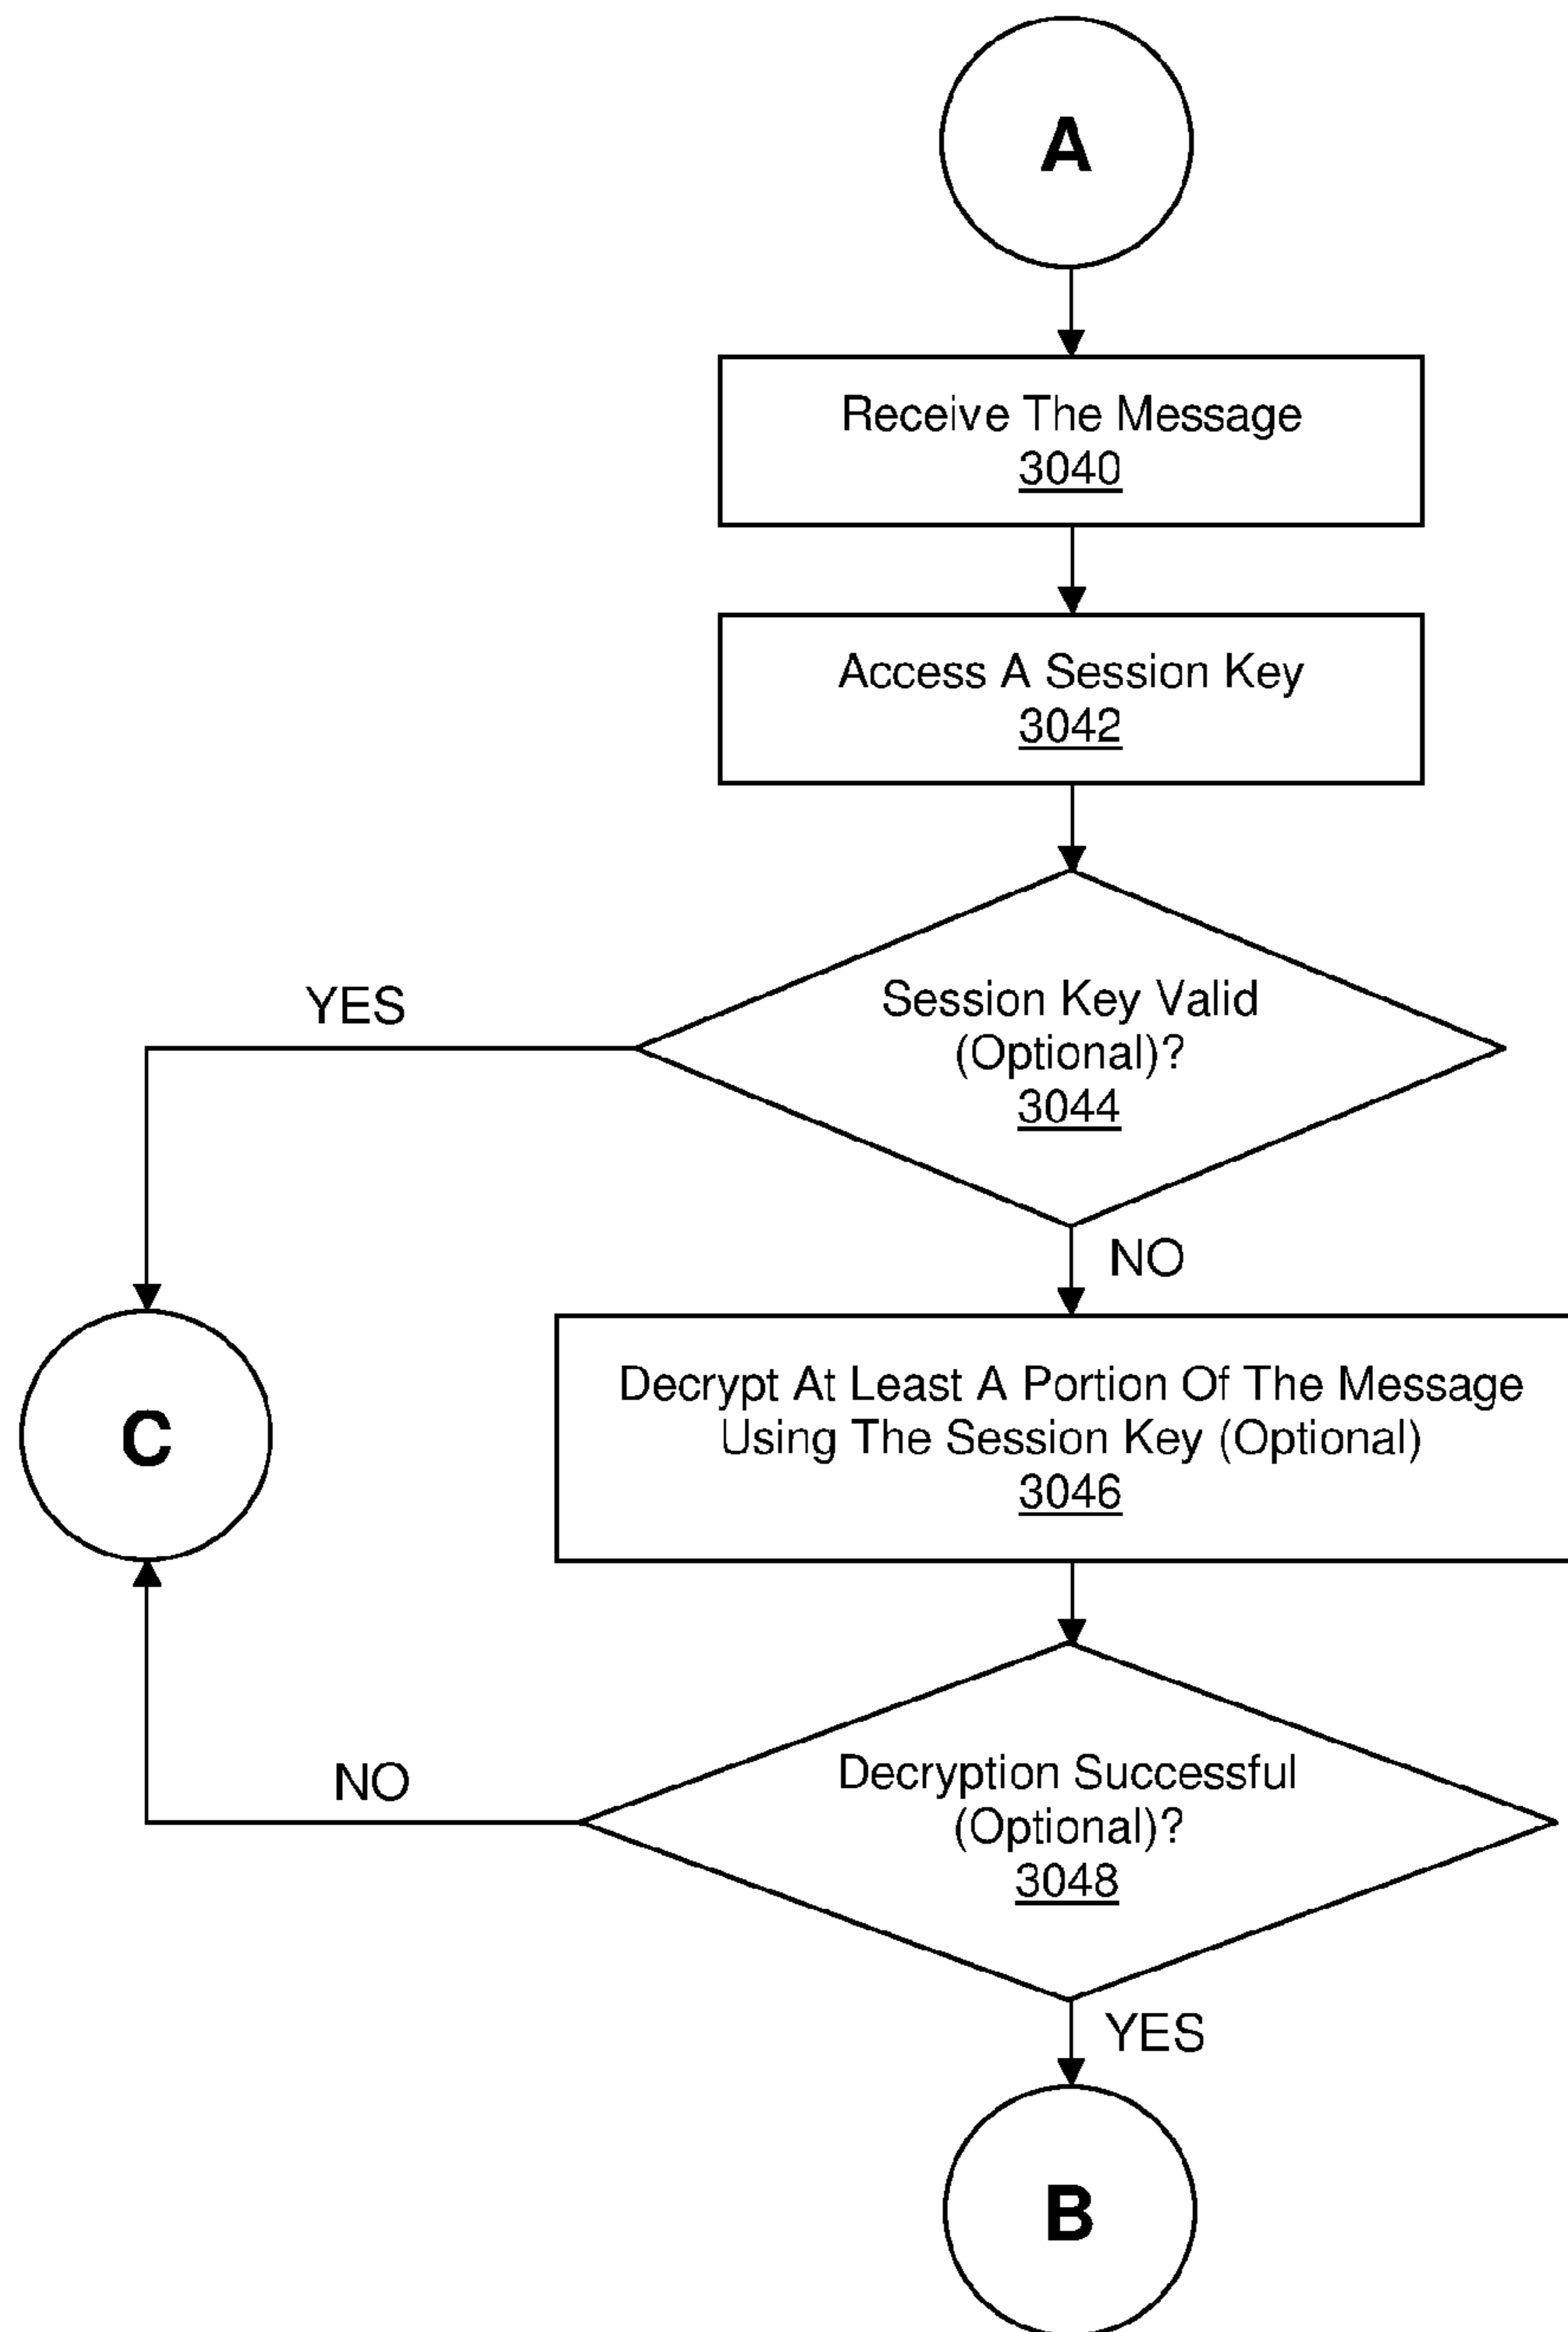 A
Receive The Message
3040
Access A Session Key
3042
Session Key Valid
(Optional)?
3044
YES
NO
Decrypt At Least A Portion Of The Message
Using The Session Key (Optional)
3046
C
Decryption Successful
(Optional)?
3048
NO
YES
B